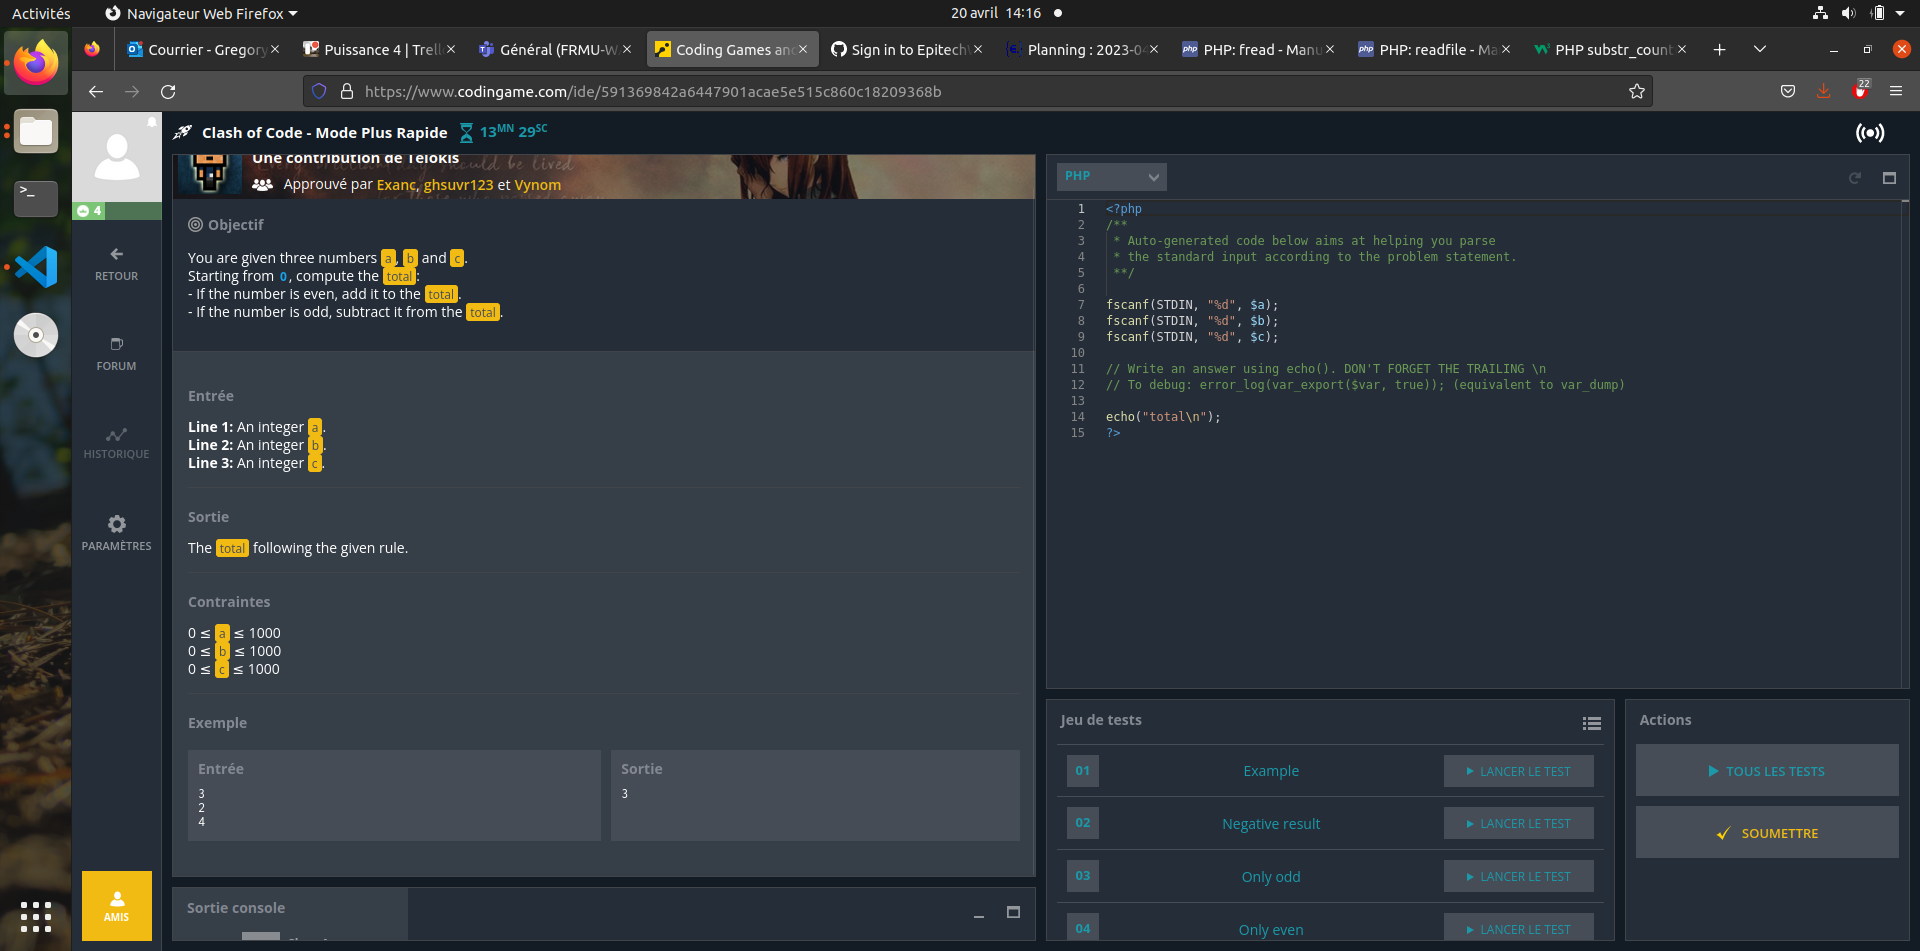 Activités
Navigateur Web Firefox
20 avril 14:16
Courrier - Gregory
Puissance 4 | Trell
Général (FRMU-W
Coding Games and
Sign in to Epitech
Planning : 2023-04
PHP: fread - Manu
PHP: readfile - Ma
PHP substr_count
https://www.codingame.com/ide/591369842a6447901acae5e515c860c18209368b
22
4
RETOUR
FORUM
HISTORIQUE
PARAMÈTRES
AMIS
Clash of Code - Mode Plus Rapide
13MN 29SC
Une contribution de Telokis
Approuvé par Exanc, ghsuvr123 et Vynom
Objectif
You are given three numbers a, b and c.
Starting from 0, compute the total:
- If the number is even, add it to the total.
- If the number is odd, subtract it from the total.
Entrée
Line 1: An integer a.
Line 2: An integer b.
Line 3: An integer c.
Sortie
The total following the given rule.
Contraintes
0 ≤ a ≤ 1000
0 ≤ b ≤ 1000
0 ≤ c ≤ 1000
Exemple
Entrée
3
2
4
Sortie
3
Sortie console
PHP
1 <?php
2 /**
3 * Auto-generated code below aims at helping you parse
4 * the standard input according to the problem statement.
5 **/
6
7 fscanf(STDIN, "%d", $a);
8 fscanf(STDIN, "%d", $b);
9 fscanf(STDIN, "%d", $c);
10
11 // Write an answer using echo(). DON'T FORGET THE TRAILING \n
12 // To debug: error_log(var_export($var, true)); (equivalent to var_dump)
13
14 echo("total\n");
15 ?>
Jeu de tests
01 Example LANCER LE TEST
02 Negative result LANCER LE TEST
03 Only odd LANCER LE TEST
04 Only even LANCER LE TEST
Actions
TOUS LES TESTS
SOUMETTRE